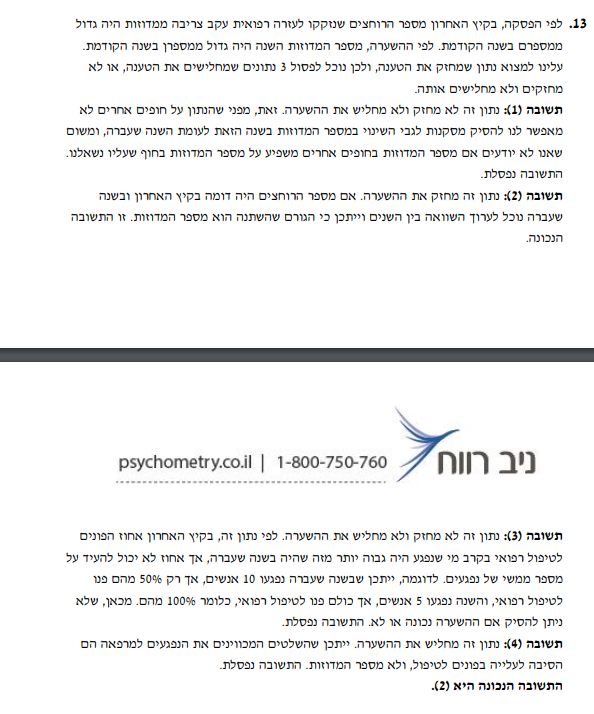 13. לפי הפסקה, בקיץ האחרון מספר הרוחצים שנזקקו לעזרה רפואית עקב צריבה ממדוזות היה גדול
ממספרם בשנה הקודמת. לפי ההשערה, מספר המדוזות השנה היה גדול ממספרן בשנה הקודמת.
עלינו למצוא נתון שמחזק את הטענה, ולכן נוכל לפסול 3 נתונים שמחלישים את הטענה, או לא
מחזקים ולא מחלישים אותה.
תשובה (1): נתון זה לא מחזק ולא מחליש את ההשערה. זאת, מפני שהנתון על חופים אחרים לא
מאפשר לנו להסיק מסקנות לגבי השינוי במספר המדוזות בשנה הזאת לעומת השנה שעברה, ומשום
שאנו לא יודעים אם מספר המדוזות בחופים אחרים משפיע על מספר המדוזות בחוף שעליו נשאלנו.
התשובה נפסלת.
תשובה (2): נתון זה מחזק את ההשערה. אם מספר הרוחצים היה דומה בקיץ האחרון ובשנה
שעברה נוכל לערוך השוואה בין השנים וייתכן כי הגורם שהשתנה הוא מספר המדוזות. זו התשובה
הנכונה.
ניב רווח
psychometry.co.il | 1-800-750-760
תשובה (3): נתון זה לא מחזק ולא מחליש את ההשערה. לפי נתון זה, בקיץ האחרון אחוז הפונים
לטיפול רפואי בקרב מי שנפגע היה גבוה יותר מזה שהיה בשנה שעברה, אך אחוז לא יכול להעיד על
מספר ממשי של נפגעים. לדוגמה, ייתכן שבשנה שעברה נפגעו 10 אנשים, אך רק 50% מהם פנו
לטיפול רפואי, והשנה נפגעו 5 אנשים, אך כולם פנו לטיפול רפואי, כלומר 100% מהם. מכאן, שלא
ניתן להסיק אם ההשערה נכונה או לא. התשובה נפסלת.
תשובה (4): נתון זה מחליש את ההשערה. ייתכן שהשלטים המכווינים את הנפגעים למרפאה הם
הסיבה לעלייה בפונים לטיפול, ולא מספר המדוזות. התשובה נפסלת.
התשובה הנכונה היא (2).